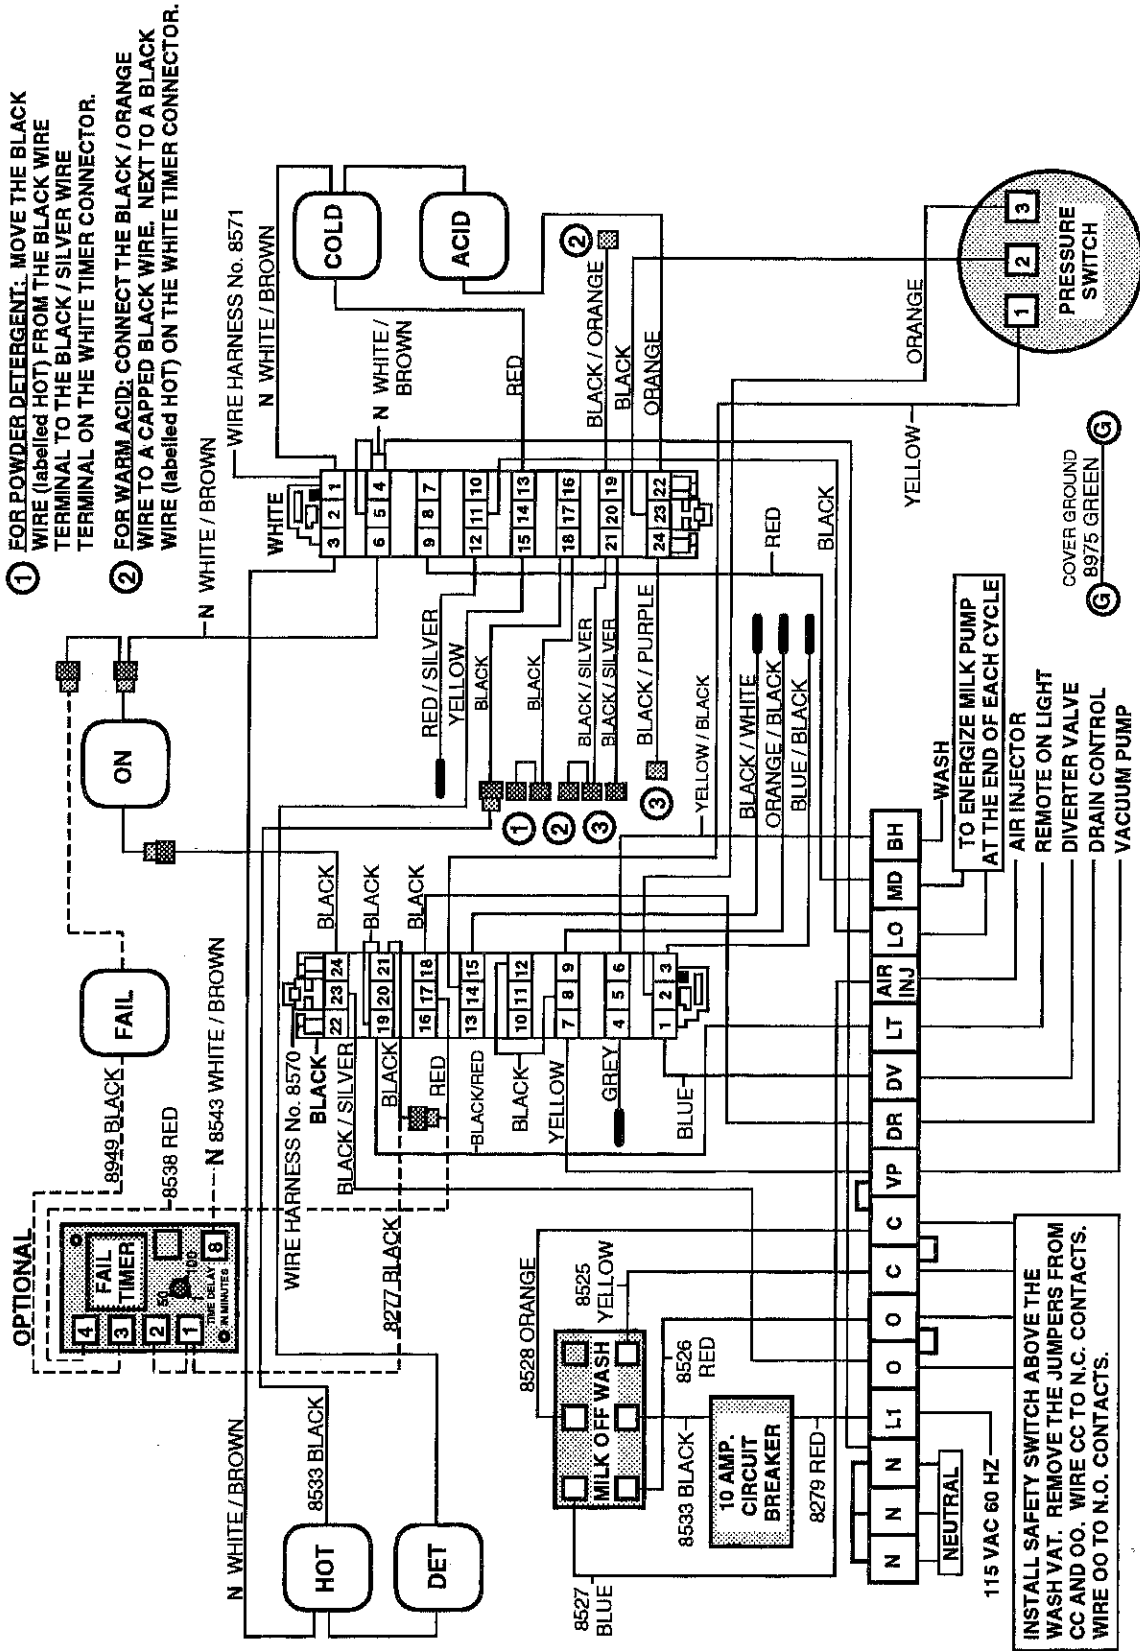 ① FOR POWDER DETERGENT: MOVE THE BLACK
WIRE (labelled HOT) FROM THE BLACK WIRE
TERMINAL TO THE BLACK / SILVER WIRE
TERMINAL ON THE WHITE TIMER CONNECTOR.
② FOR WARM ACID: CONNECT THE BLACK / ORANGE
WIRE TO A CAPPED BLACK WIRE. NEXT TO A BLACK
WIRE (labelled HOT) ON THE WHITE TIMER CONNECTOR.
OPTIONAL
4
3
2
1
FAIL
TIMER
50
100
TIME DELAY
IN MINUTES
8
8949 BLACK
8538 RED
N 8543 WHITE / BROWN
FAIL
ON
N WHITE / BROWN
N WHITE / BROWN
HOT
8533 BLACK
DET
8277 BLACK
WIRE HARNESS No. 8570
BLACK
22 23 24
19 20 21
16 17 18
13 14 15
10 11 12
7 8 9
4 5 6
1 2 3
BLACK / SILVER
BLACK
RED
BLACK/RED
BLACK
YELLOW
GREY
BLUE
BLACK
BLACK
BLACK
RED / SILVER
YELLOW
BLACK
BLACK
BLACK / SILVER
BLACK / SILVER
BLACK / PURPLE
①
②
③
③
YELLOW / BLACK
BLACK / WHITE
ORANGE / BLACK
BLUE / BLACK
WHITE
WIRE HARNESS No. 8571
3 2 1
6 5 4
9 8 7
12 11 10
15 14 13
18 17 16
21 20 19
24 23 22
N WHITE / BROWN
N WHITE /
BROWN
COLD
ACID
RED
BLACK / ORANGE
②
BLACK
ORANGE
RED
BLACK
YELLOW
ORANGE
1
2
3
PRESSURE
SWITCH
COVER GROUND
8975 GREEN
G
G
8528 ORANGE
8525
YELLOW
MILK OFF WASH
8526
RED
8527
BLUE
8533 BLACK
10 AMP.
CIRCUIT
BREAKER
8279 RED
N N N L1 O O C C VP DR DV LT AIR INJ LO MD BH
NEUTRAL
115 VAC 60 HZ
WASH
TO ENERGIZE MILK PUMP
AT THE END OF EACH CYCLE
AIR INJECTOR
REMOTE ON LIGHT
DIVERTER VALVE
DRAIN CONTROL
VACUUM PUMP
INSTALL SAFETY SWITCH ABOVE THE
WASH VAT. REMOVE THE JUMPERS FROM
CC AND OO. WIRE CC TO N.C. CONTACTS.
WIRE OO TO N.O. CONTACTS.